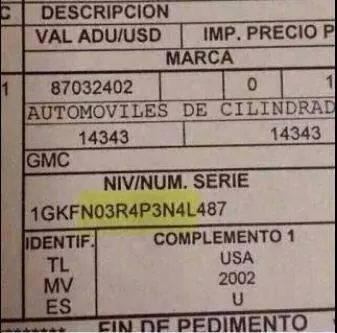 C DESCRIPCION
VAL ADU/USD IMP. PRECIO P
MARCA
1 87032402 0 1
AUTOMOVILES DE CILINDRAD
14343 14343
GMC
NIV/NUM. SERIE
1GKFN03R4P3N4L487
IDENTIF. COMPLEMENTO 1
TL USA
MV 2002
ES U
******** FIN DE PEDIMENTO